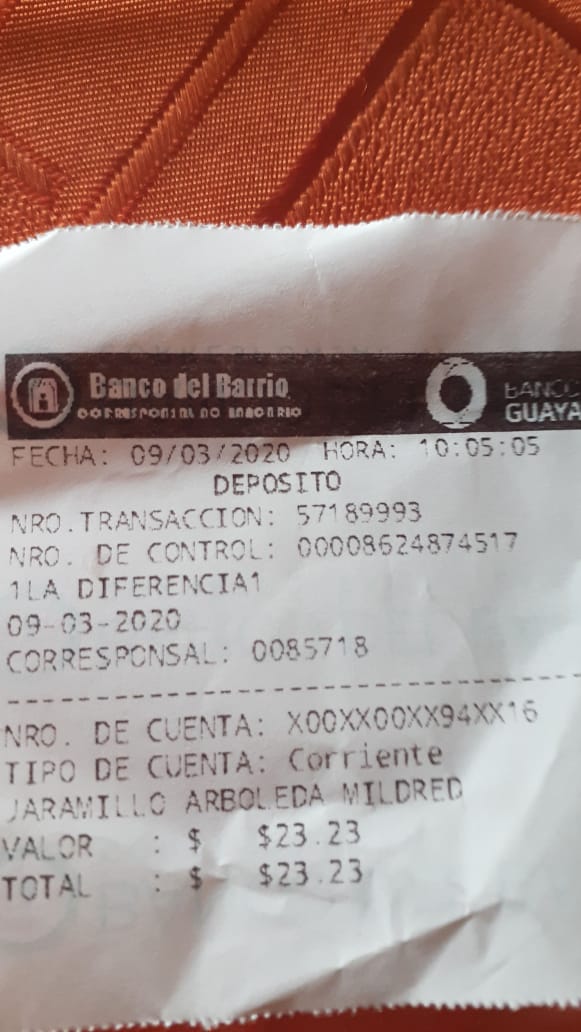 Banco del Barrio
CORRESPONSAL NO BANCARIO
BANCO
GUAYA
FECHA: 09/03/2020 HORA: 10:05:05
DEPOSITO
NRO.TRANSACCION: 57189993
NRO. DE CONTROL: 00008624874517
1LA DIFERENCIA1
09-03-2020
CORRESPONSAL: 0085718
NRO. DE CUENTA: X00XX00XX94XX16
TIPO DE CUENTA: Corriente
JARAMILLO ARBOLEDA MILDRED
VALOR : $ $23.23
TOTAL : $ $23.23